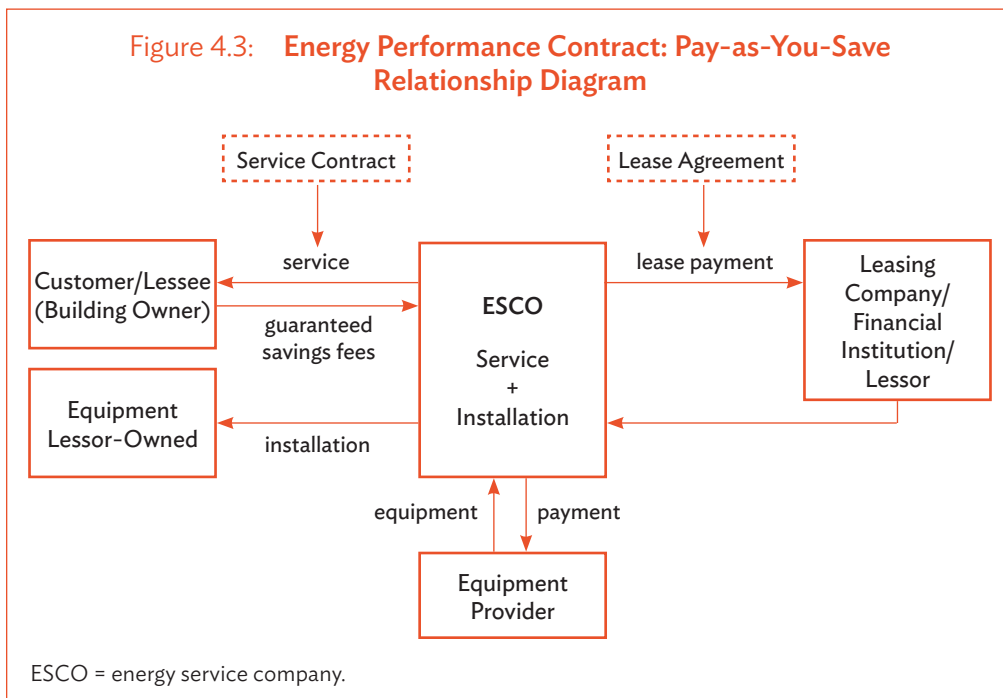 Figure 4.3: Energy Performance Contract: Pay-as-You-Save
Relationship Diagram
Service Contract
Lease Agreement
service
lease payment
Customer/Lessee
(Building Owner)
guaranteed
savings fees
ESCO
Service
+
Installation
Leasing
Company/
Financial
Institution/
Lessor
Equipment
Lessor-Owned
installation
equipment
payment
Equipment
Provider
ESCO = energy service company.